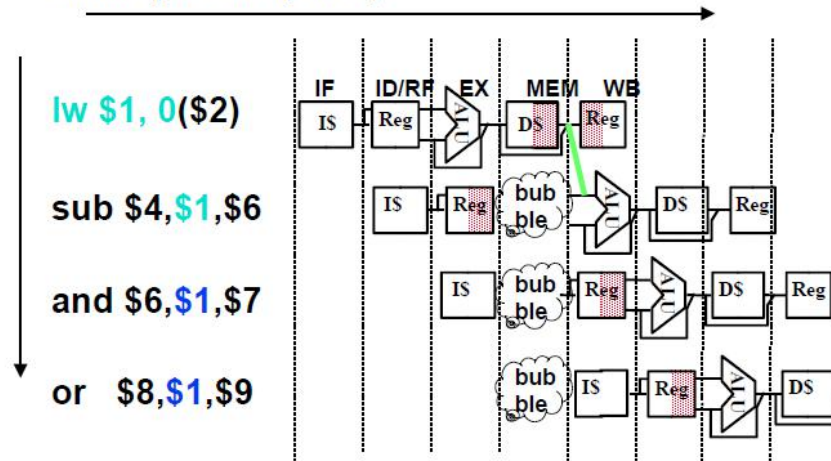 IF ID/RF EX MEM WB
lw $1, 0($2) I$ Reg ALU D$ Reg
sub $4,$1,$6 I$ Reg bub ble ALU D$ Reg
and $6,$1,$7 I$ bub ble Reg ALU D$ Reg
or $8,$1,$9 bub ble I$ Reg ALU D$